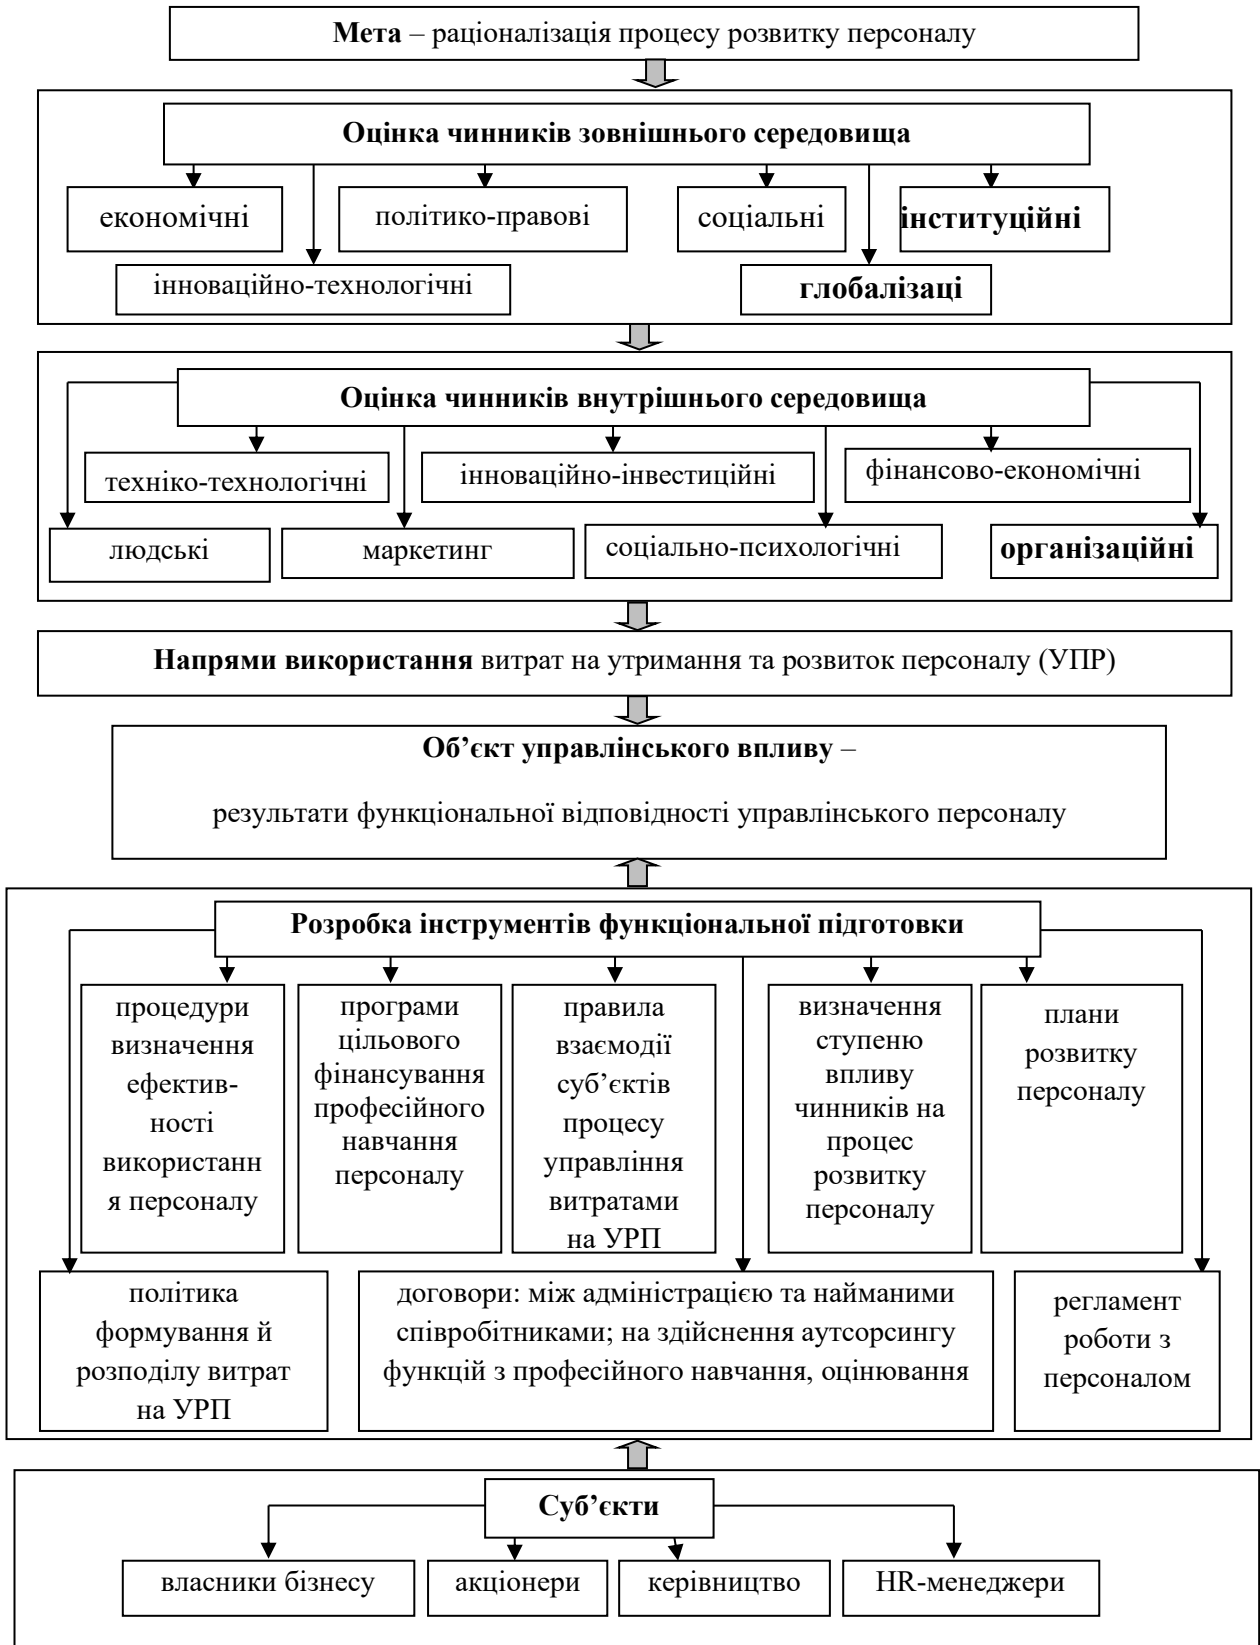 Мета – раціоналізація процесу розвитку персоналу
Оцінка чинників зовнішнього середовища
економічні
політико-правові
соціальні
інституційні
інноваційно-технологічні
глобалізаці
Оцінка чинників внутрішнього середовища
техніко-технологічні
інноваційно-інвестиційні
фінансово-економічні
людські
маркетинг
соціально-психологічні
організаційні
Напрями використання витрат на утримання та розвиток персоналу (УПР)
Об’єкт управлінського впливу –
результати функціональної відповідності управлінського персоналу
Розробка інструментів функціональної підготовки
процедури
визначення
ефектив-
ності
використанн
я персоналу
програми
цільового
фінансування
професійного
навчання
персоналу
правила
взаємодії
суб’єктів
процесу
управління
витратами
на УРП
визначення
ступеню
впливу
чинників на
процес
розвитку
персоналу
плани
розвитку
персоналу
політика
формування й
розподілу витрат
на УРП
договори: між адміністрацією та найманими
співробітниками; на здійснення аутсорсингу
функцій з професійного навчання, оцінювання
регламент
роботи з
персоналом
Суб’єкти
власники бізнесу
акціонери
керівництво
HR-менеджери